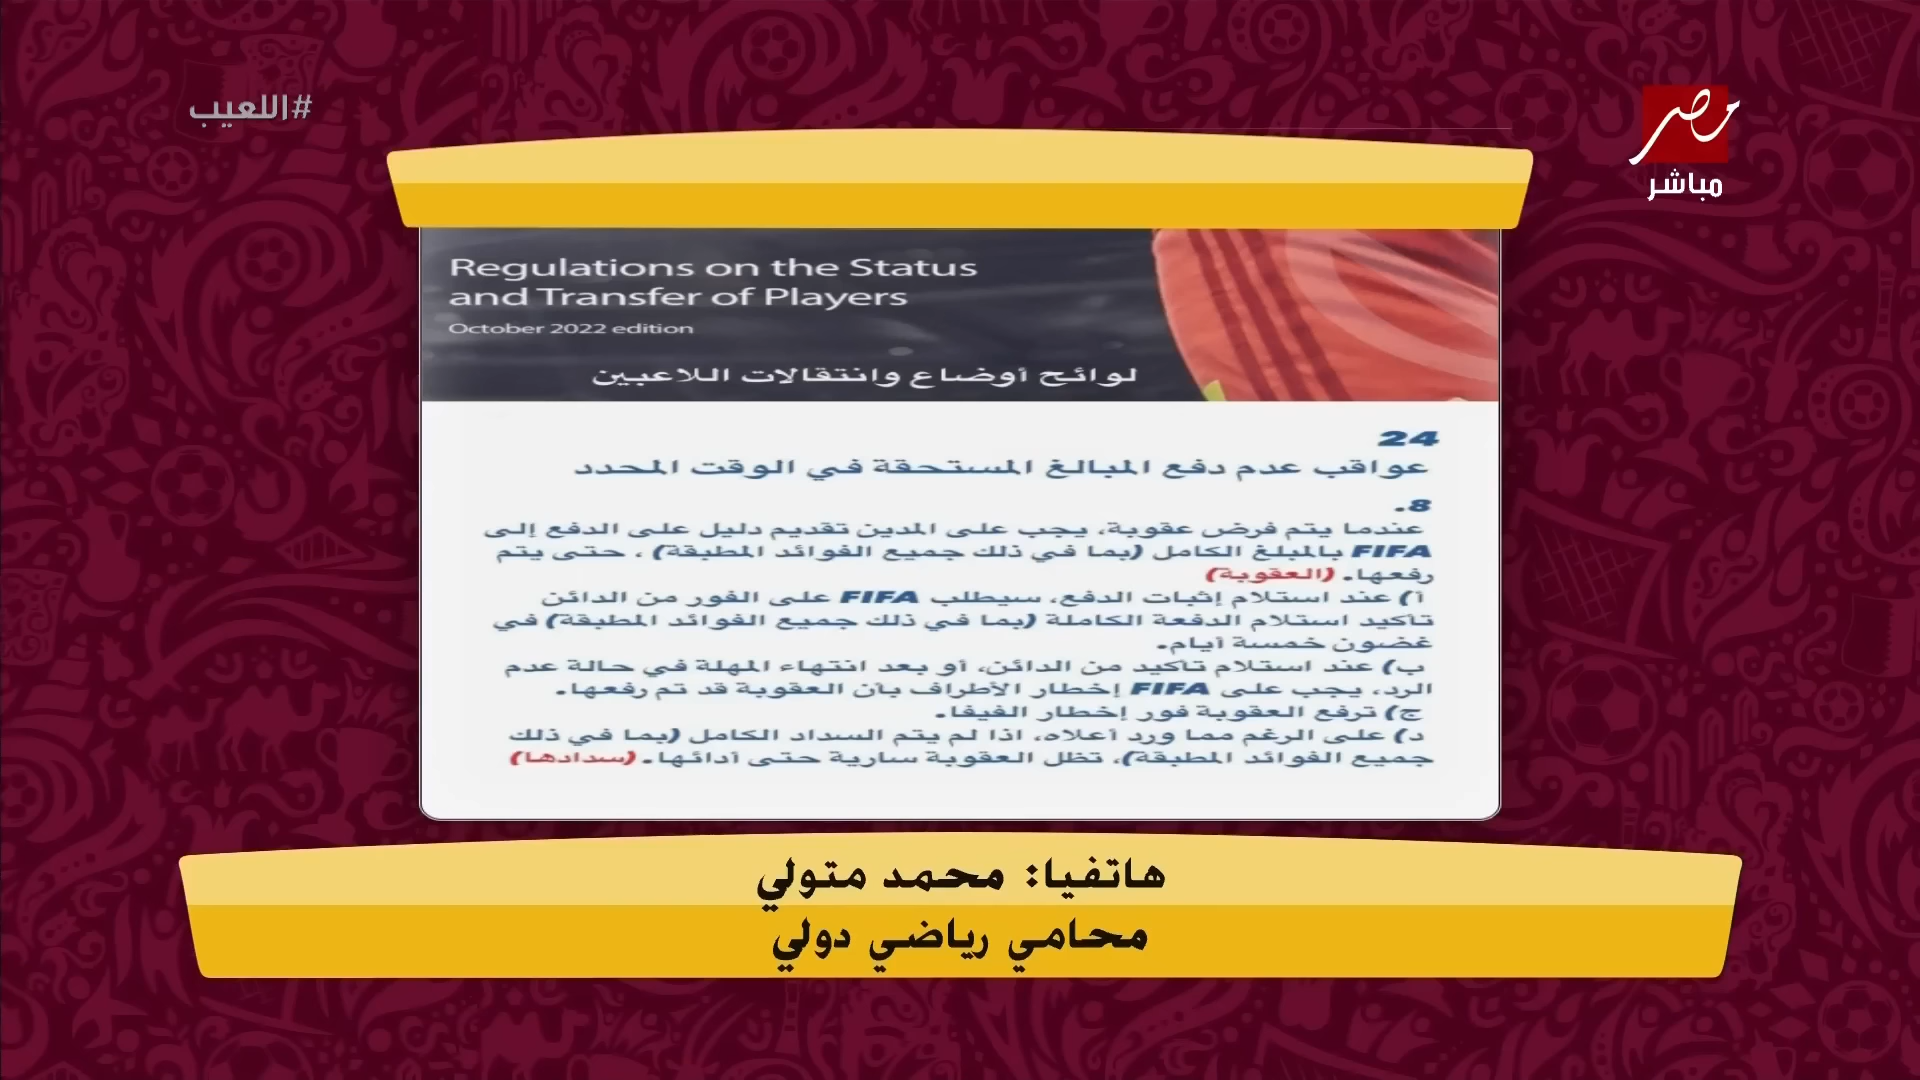 #اللعيب
مصر
مباشر
Regulations on the Status
and Transfer of Players
October 2022 edition
لوائح أوضاع وانتقالات اللاعبين
24
عواقب عدم دفع المبالغ المستحقة في الوقت المحدد
8.
عندما يتم فرض عقوبة، يجب على المدين تقديم دليل على الدفع إلى
FIFA بالمبلغ الكامل (بما في ذلك جميع الفوائد المطبقة) ، حتى يتم
رفعها. (العقوبة)
أ) عند استلام إثبات الدفع، سيطلب FIFA على الفور من الدائن
تأكيد استلام الدفعة الكاملة (بما في ذلك جميع الفوائد المطبقة) في
غضون خمسة أيام.
ب) عند استلام تأكيد من الدائن، أو بعد انتهاء المهلة في حالة عدم
الرد، يجب على FIFA إخطار الأطراف بأن العقوبة قد تم رفعها.
ج) ترفع العقوبة فور إخطار الفيفا.
د) على الرغم مما ورد أعلاه، اذا لم يتم السداد الكامل (بما في ذلك
جميع الفوائد المطبقة)، تظل العقوبة سارية حتى أدائها. (سدادها)
هاتفيا: محمد متولي
محامي رياضي دولي